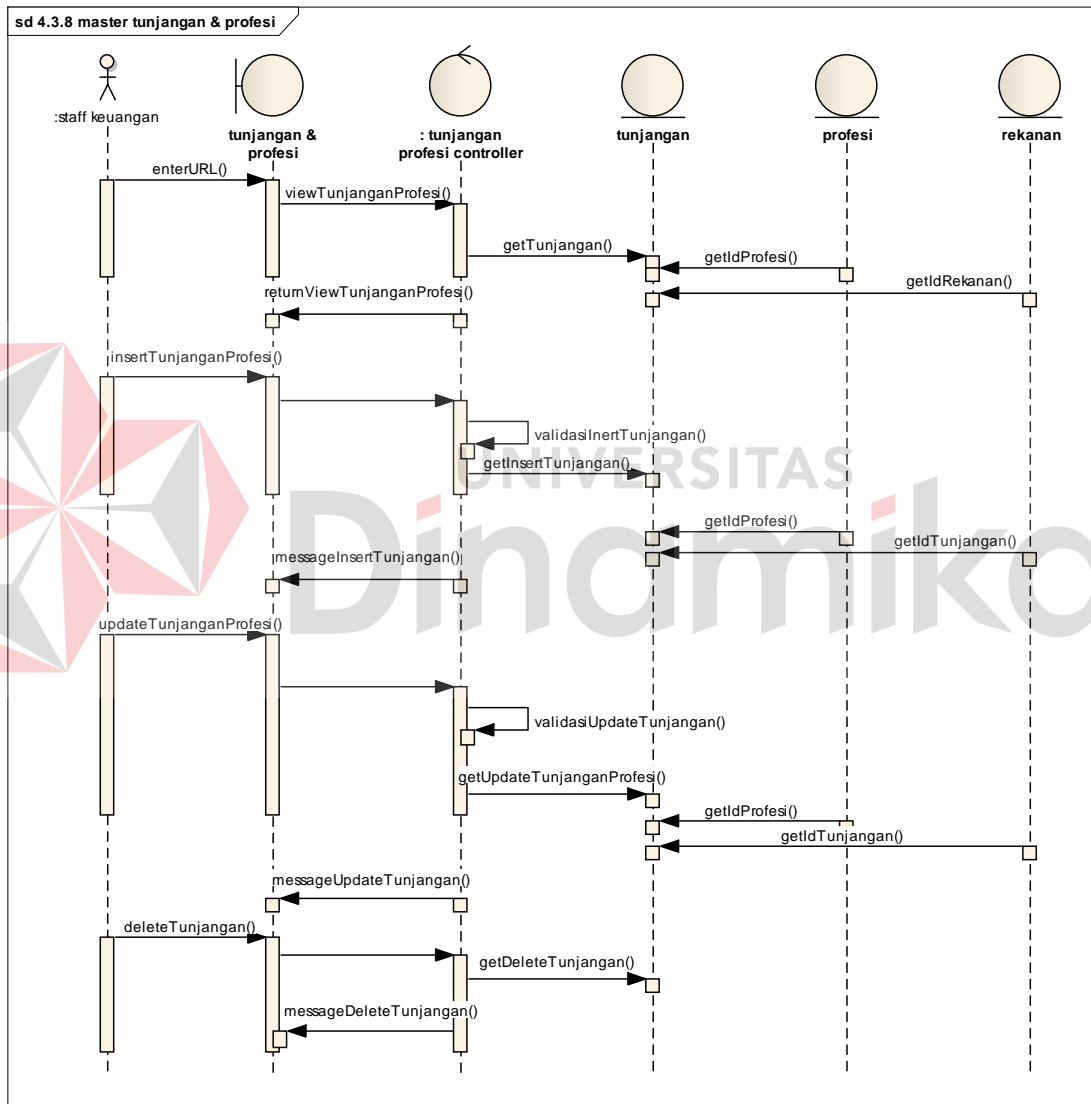 sd 4.3.8 master tunjangan & profesi
:staff keuangan
tunjangan &
profesi
: tunjangan
profesi controller
tunjangan
profesi
rekanan
enterURL()
viewTunjanganProfesi()
getTunjangan()
getIdProfesi()
getIdRekanan()
returnViewTunjanganProfesi()
insertTunjanganProfesi()
validasiInertTunjangan()
UNIVERSITAS
getInsertTunjangan()
Dinamika
getIdProfesi()
getIdTunjangan()
messageInsertTunjangan()
updateTunjanganProfesi()
validasiUpdateTunjangan()
getUpdateTunjanganProfesi()
getIdProfesi()
getIdTunjangan()
messageUpdateTunjangan()
deleteTunjangan()
getDeleteTunjangan()
messageDeleteTunjangan()